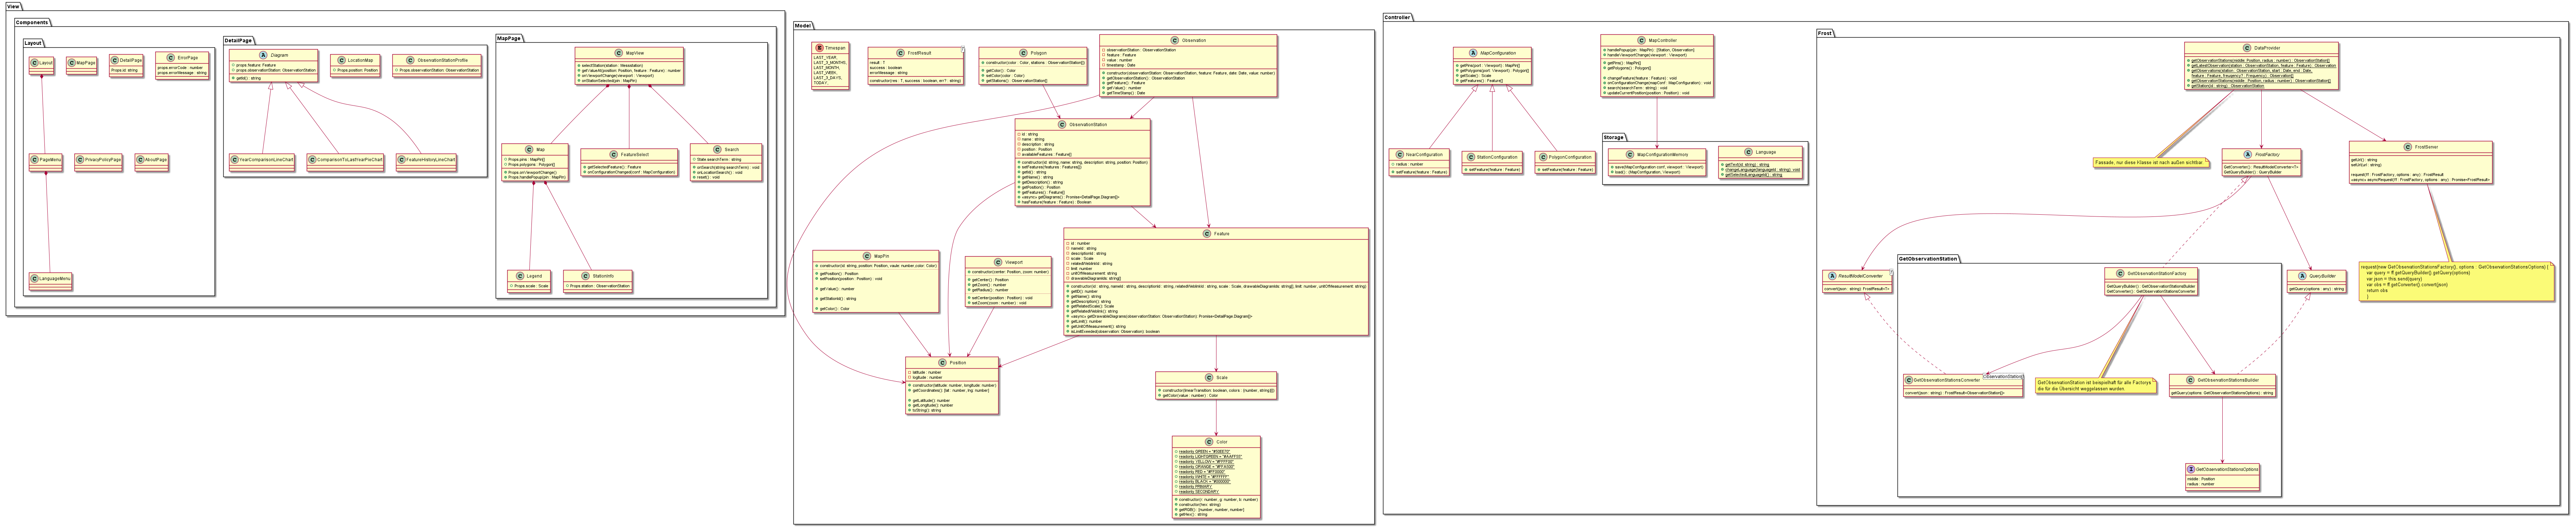 View
Components
Layout
Layout
MapPage
DetailPage
Props.id: string
ErrorPage
props.errorCode : number
props.errorMessage : string
PageMenu
PrivacyPolicyPage
AboutPage
LanguageMenu
DetailPage
Diagram
props.feature: Feature
props.observationStation: ObservationStation
getId() : string
LocationMap
Props.position: Position
ObservationStationProfile
Props.observationStation: ObservationStation
YearComparisonLineChart
ComparisonToLastYearPieChart
FeatureHistoryLineChart
MapPage
MapView
getValueAt(position: Position, feature : Feature) : number
onViewportChange(viewport : Viewport)
onStationSelected(pin : MapPin)
Map
Props.pins : MapPin[]
Props.polygons : Polygon[]
Props.onViewportChange()
Props.handlePopup(pin : MapPin)
FeatureSelect
getSelectedFeature() : Feature
onConfigurationChanged(conf : MapConfiguration)
Search
State.searchTerm : string
onSearch(string searchTerm) : void
onLocationSearch() : void
reset() : void
Legend
Props.scale : Scale
StationInfo
Props.station : ObservationStation
Model
Timespan
LAST_YEAR,
LAST_3_MONTHS,
LAST_MONTH,
LAST_WEEK,
LAST_3_DAYS,
TODAY,
FrostResult
result : T
success : boolean
errorMessage : string
constructor(res : T, success : boolean, err? : string)
Polygon
constructor(color : Color, stations : ObservationStation[])
getColor() : Color
setColor(color : Color)
getStations() : ObservationStation[]
Observation
observationStation : ObservationStation
feature : Feature
value : number
timestamp : Date
constructor(observationStation: ObservationStation, feature: Feature, date: Date, value: number)
getObservationStation() : ObservationStation
getFeature() : Feature
getValue() : number
getTimeStamp() : Date
ObservationStation
id : string
name : string
description : string
position : Position
availableFeatures : Feature[]
constructor(id: string, name: string, description: string, position: Position)
setFeatures(features : Features[])
getId() : string
getName() : string
getDescription() : string
getPosition() : Position
getFeatures() : Feature[]
«async» getDiagrams() : Promise<DetailPage.Diagram[]>
hasFeature(feature : Feature) : Boolean
Feature
id : number
nameId : string
descriptionId : string
scale : Scale
relatedWeblinkId : string
limit: number
unitOfMeasurement: string
drawableDiagramIds: string[]
constructor(id : string, nameId : string, descriptionId : string, relatedWeblinkId : string, scale : Scale, drawableDiagramIds: string[], limit: number, unitOfMeasurement: string)
getID() : number
getName() : string
getDescription() : string
getRelatedScale() : Scale
getRelatedWeblink() : string
«async» getDrawableDiagrams(observationStation: ObservationStation): Promise<DetailPage.Diagram[]>
getLimit(): number
getUnitOfMeasurement(): string
isLimitExeeded(observation: Observation): boolean
MapPin
constructor(id: string, position: Position, vaule: number,color: Color)
getPosition() : Position
setPosition(position : Position) : void
getValue() : number
getStationId() : string
getColor() : Color
Viewport
constructor(center: Position, zoom: number)
getCenter() : Position
getZoom() : number
getRadius() : number
setCenter(position : Position) : void
setZoom(zoom : number) : void
Position
latitude : number
longitude : number
constructor(latitude: number, longitude: number)
getCoordinates(): {lat : number, lng: number}
getLatitude(): number
getLongitude(): number
toString(): string
Scale
constructor(linearTransition: boolean, colors : {number, string}[])
getColor(value : number) : Color
Color
readonly GREEN = "#50EE70"
readonly YELLOW = "#FFFF00"
readonly ORANGE = "#FFA500"
readonly RED = "#FF0000"
readonly WHITE = "#FFFFFF"
readonly BLACK = "#000000"
readonly PRIMARY
readonly SECONDARY
constructor(r: number, g: number, b: number)
constructor(hex: string)
getRGB() : {number, number, number}
getHex() : string
Controller
MapConfiguration
getPins(port : Viewport) : MapPin[]
getPolygons(port : Viewport) : Polygon[]
getScale() : Scale
getFeatures() : Feature[]
MapController
handlePopup(pin : MapPin) : {Station, Observation}
handleViewportChange(viewport : Viewport)
getPins() : MapPin[]
getPolygons() : Polygon[]
changeFeature(feature : Feature) : void
onConfigurationChange(mapConf : MapConfiguration) : void
search(searchTerm : string) : void
updateCurrentPosition(position : Position) : void
NearConfiguration
radius : number
setFeature(feature : Feature)
StationConfiguration
setFeature(feature : Feature)
PolygonConfiguration
setFeature(feature : Feature)
Storage
MapConfigurationMemory
save(MapConfiguration conf, viewport : Viewport)
load() : {MapConfiguration, Viewport}
Language
getText(id: string) : string
changeLanguage(languageId : string): void
getSelectedLanguageId() : string
Frost
DataProvider
getObservationStations(middle :Position, radius : number) : ObservationStation[]
getLatestObservation(station : ObservationStation, feature : Feature) : Observation
getObservations(station : ObservationStation, start : Date, end : Date,
feature : Feature, frequency? : Frequency) : Observation[]
getObservationStations(middle :Position, radius : number) : ObservationStation[]
getStation(id : string) : ObservationStation
Fassade, nur diese Klasse ist nach außen sichtbar.
FrostFactory
GetConverter() : ResultModelConverter<T>
GetQueryBuilder() : QueryBuilder
FrostServer
getUrl() : string
setUrl(url : string)
request(ff : FrostFactory, options : any) : FrostResult
«async» asyncRequest(ff : FrostFactory, options : any) : Promise<FrostResult>
request(new GetObservationStationsFactory(), options : GetObservationStationsOptions) {
var query = ff.getQueryBuilder().getQuery(options)
var json = this.send(query)
var obs = ff.getConverter().convert(json)
return obs
}
ResultModelConverter
T
convert(json : string): FrostResult<T>
QueryBuilder
getQuery(options : any) : string
GetObservationStation
GetObservationStationFactory
GetQueryBuilder() : GetObservationStationsBuilder
GetConverter() : GetObservationStationsConverter
GetObservationStationsConverter
ObservationStation[]
convert(json : string) : FrostResult<ObservationStation[]>
GetObservationStation ist beispielhaft für alle Factorys
die für die Übersicht weggelassen wurden.
GetObservationStationsBuilder
getQuery(options: GetObservationStationsOptions) : string
GetObservationStationsOptions
middle : Position
radius : number